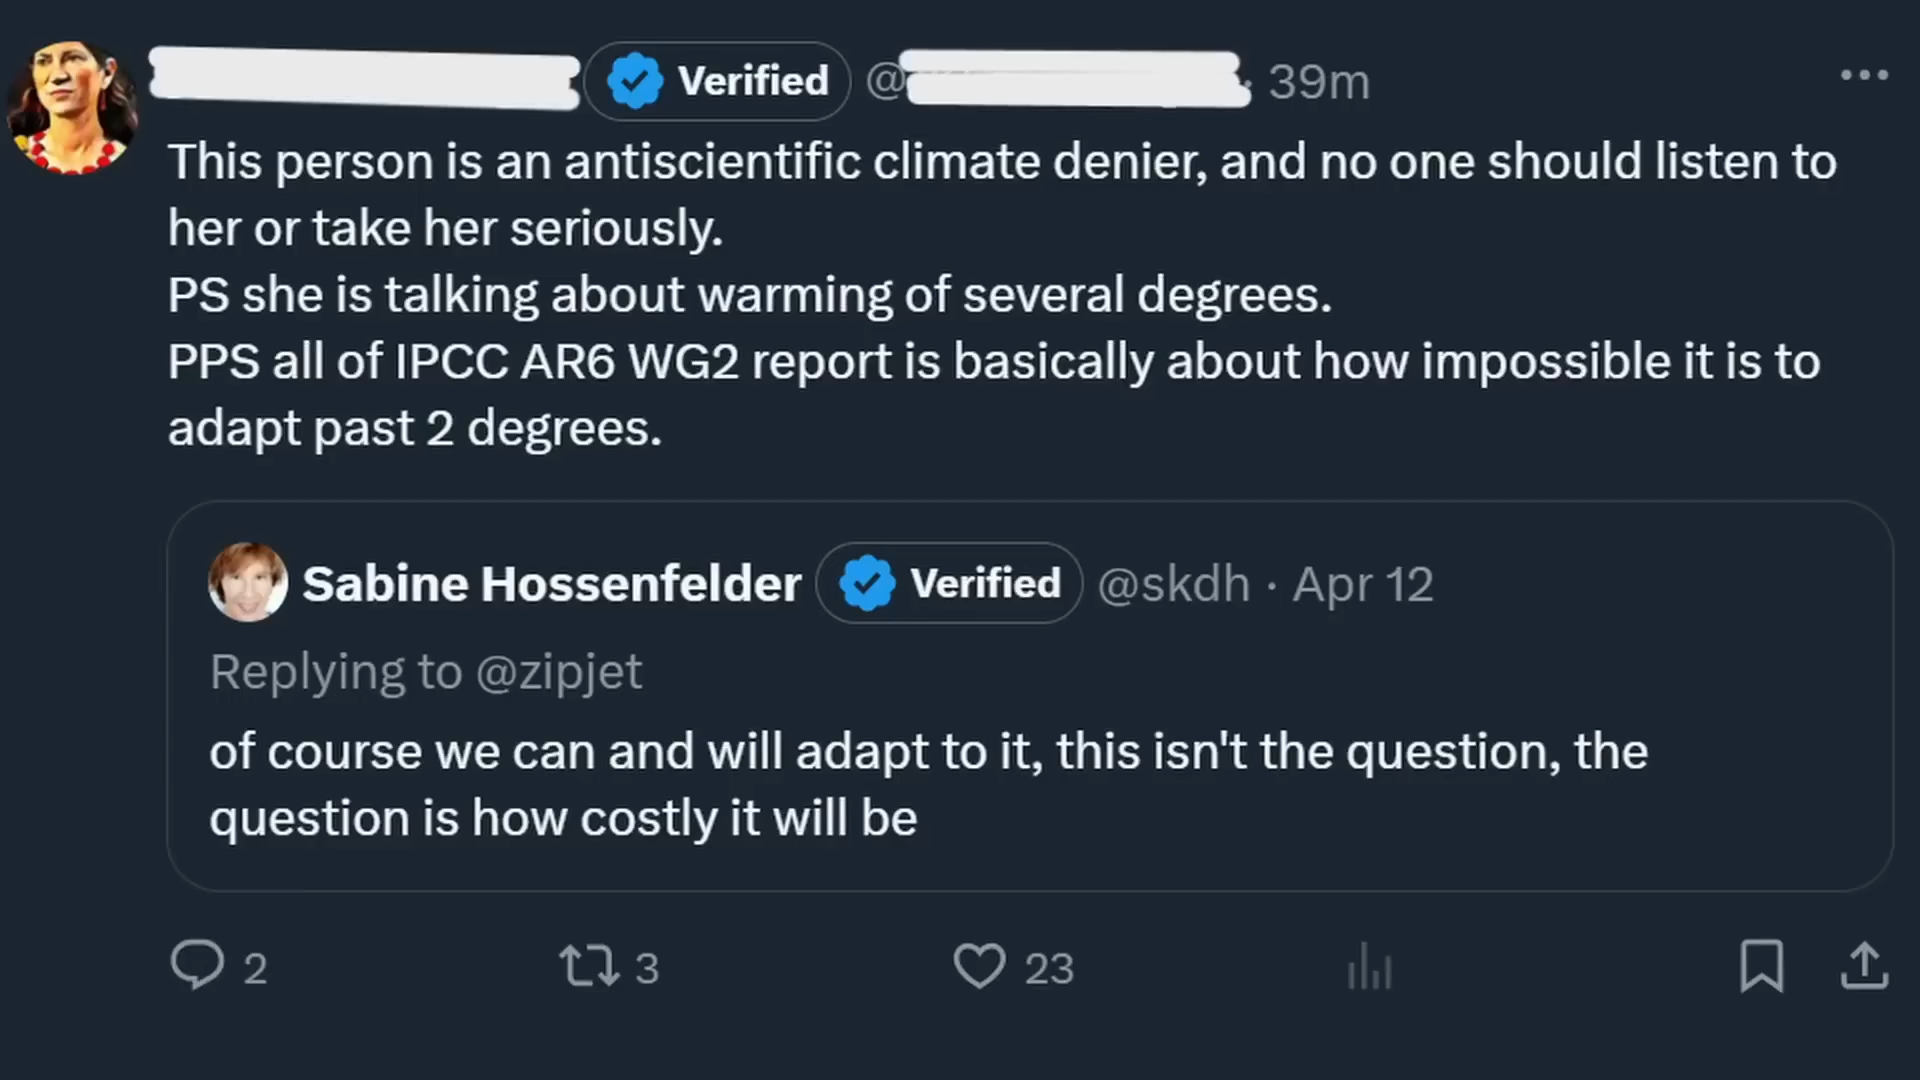 Verified @ · 39m
This person is an antiscientific climate denier, and no one should listen to
her or take her seriously.
PS she is talking about warming of several degrees.
PPS all of IPCC AR6 WG2 report is basically about how impossible it is to
adapt past 2 degrees.
Sabine Hossenfelder Verified @skdh · Apr 12
Replying to @zipjet
of course we can and will adapt to it, this isn't the question, the
question is how costly it will be
2 3 23